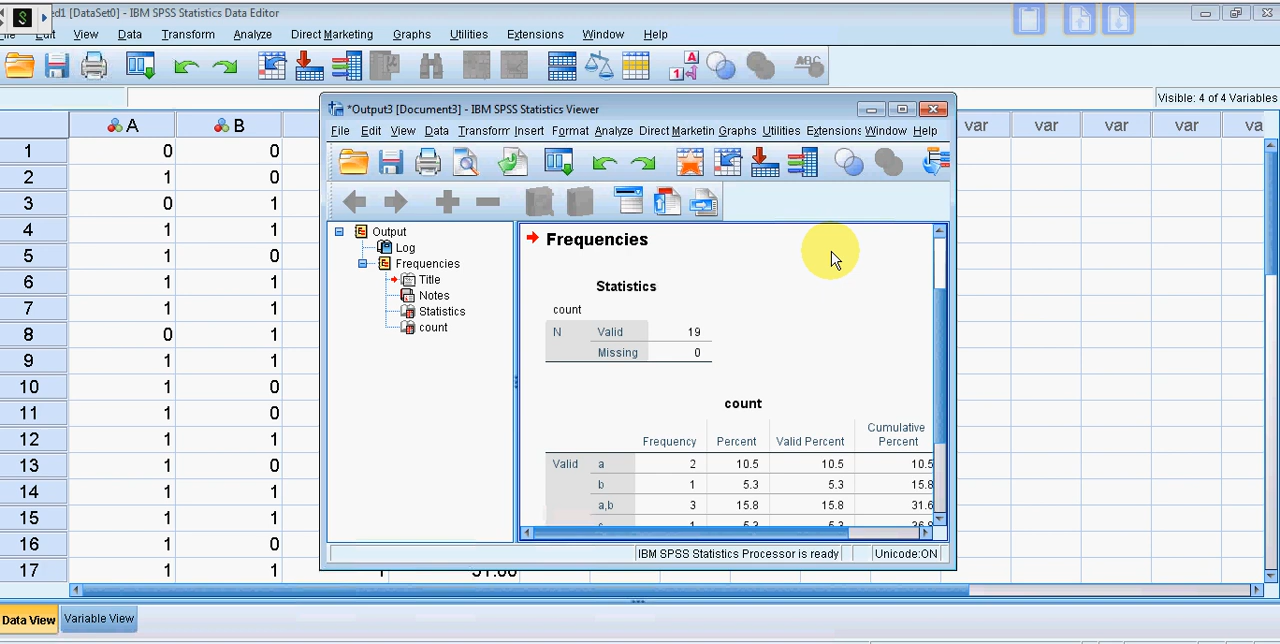 ed1 [DataSet0] - IBM SPSS Statistics Data Editor
View Data Transform Analyze Direct Marketing Graphs Utilities Extensions Window Help
Visible: 4 of 4 Variables
A B var var var var va
1 0 0
2 1 0
3 0 1
4 1 1
5 1 0
6 1 1
7 1 1
8 0 1
9 1 1
10 1 0
11 1 0
12 1 1
13 1 0
14 1 1
15 1 1
16 1 0
17 1 1
*Output3 [Document3] - IBM SPSS Statistics Viewer
File Edit View Data Transform Insert Format Analyze Direct Marketin Graphs Utilities Extensions Window Help
Output
Log
Frequencies
Title
Notes
Statistics
count
Frequencies
Statistics
count
N Valid 19
Missing 0
count
Frequency Percent Valid Percent Cumulative Percent
Valid a 2 10.5 10.5 10.5
b 1 5.3 5.3 15.8
a,b 3 15.8 15.8 31.6
IBM SPSS Statistics Processor is ready Unicode:ON
Data View Variable View